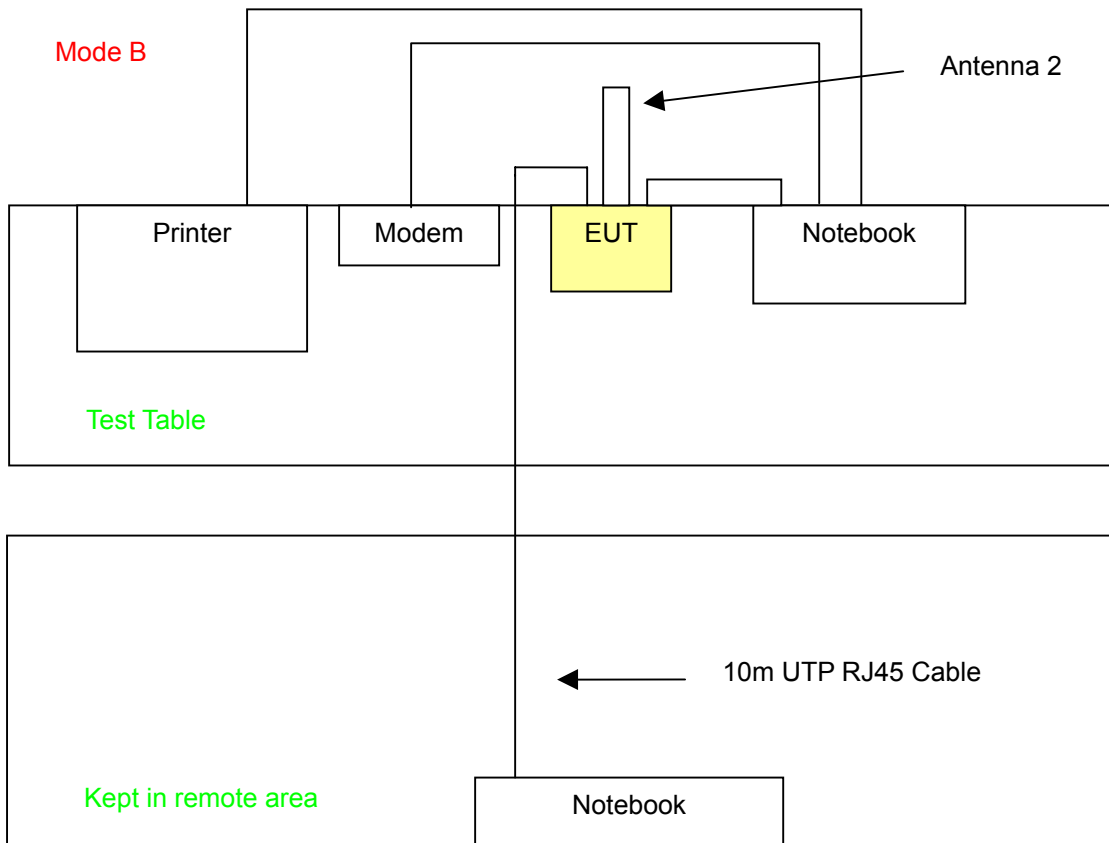 Mode B
Antenna 2
Printer
Modem
EUT
Notebook
Test Table
10m UTP RJ45 Cable
Kept in remote area
Notebook